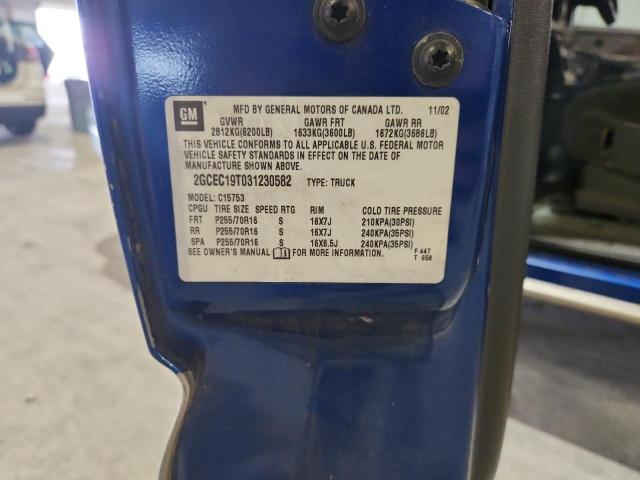 GM
MFD BY GENERAL MOTORS OF CANADA LTD. 11/02
GVWR GAWR FRT GAWR RR
2812KG(6200LB) 1633KG(3600LB) 1672KG(3686LB)
THIS VEHICLE CONFORMS TO ALL APPLICABLE U.S. FEDERAL MOTOR
VEHICLE SAFETY STANDARDS IN EFFECT ON THE DATE OF
MANUFACTURE SHOWN ABOVE.
2GCEC19T031230582 TYPE: TRUCK
MODEL: C15753
CPGU TIRE SIZE SPEED RTG RIM COLD TIRE PRESSURE
FRT P255/70R16 S 16X7J 210KPA(30PSI)
RR P255/70R16 S 16X7J 240KPA(35PSI)
SPA P255/70R16 S 16X6.5J 240KPA(35PSI)
SEE OWNER'S MANUAL FOR MORE INFORMATION. F 447
T 658